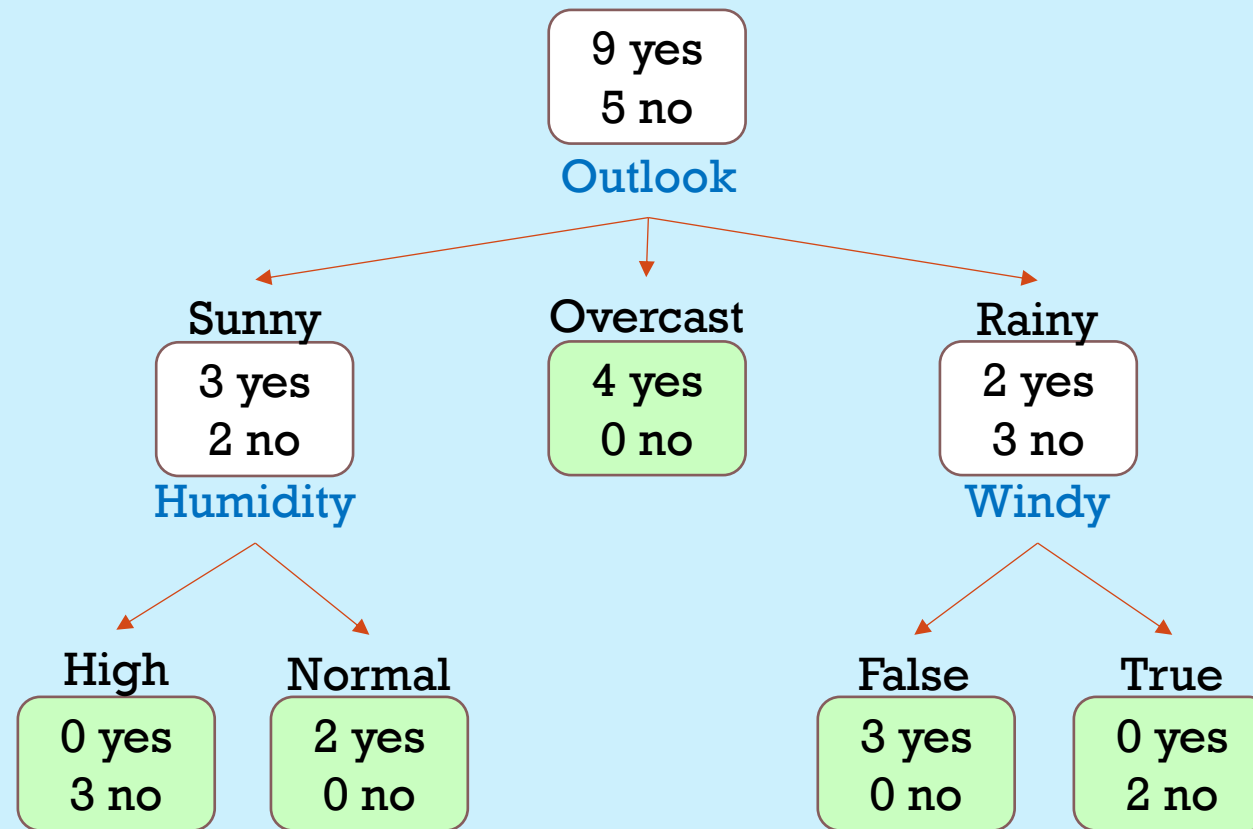 9 yes
5 no
Outlook
Sunny
3 yes
2 no
Humidity
Overcast
4 yes
0 no
Rainy
2 yes
3 no
Windy
High
0 yes
3 no
Normal
2 yes
0 no
False
3 yes
0 no
True
0 yes
2 no